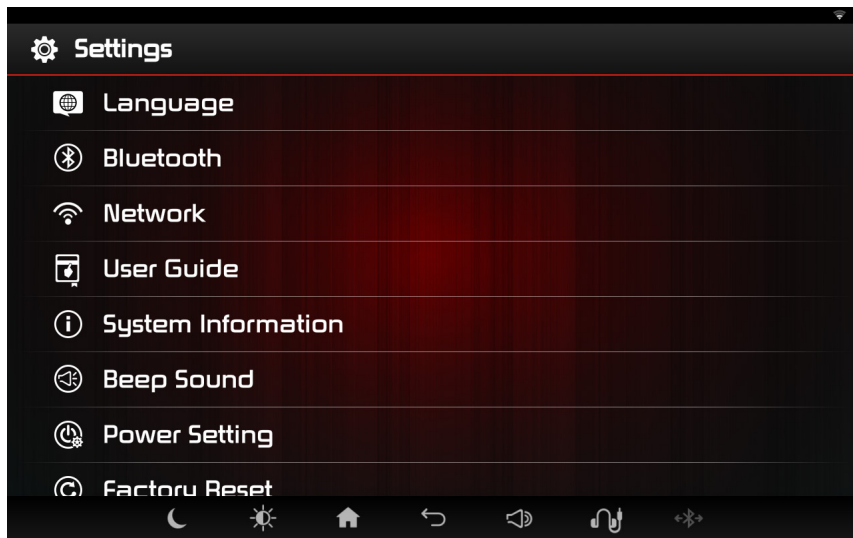 Settings
Language
Bluetooth
Network
User Guide
System Information
Beep Sound
Power Setting
Factory Reset